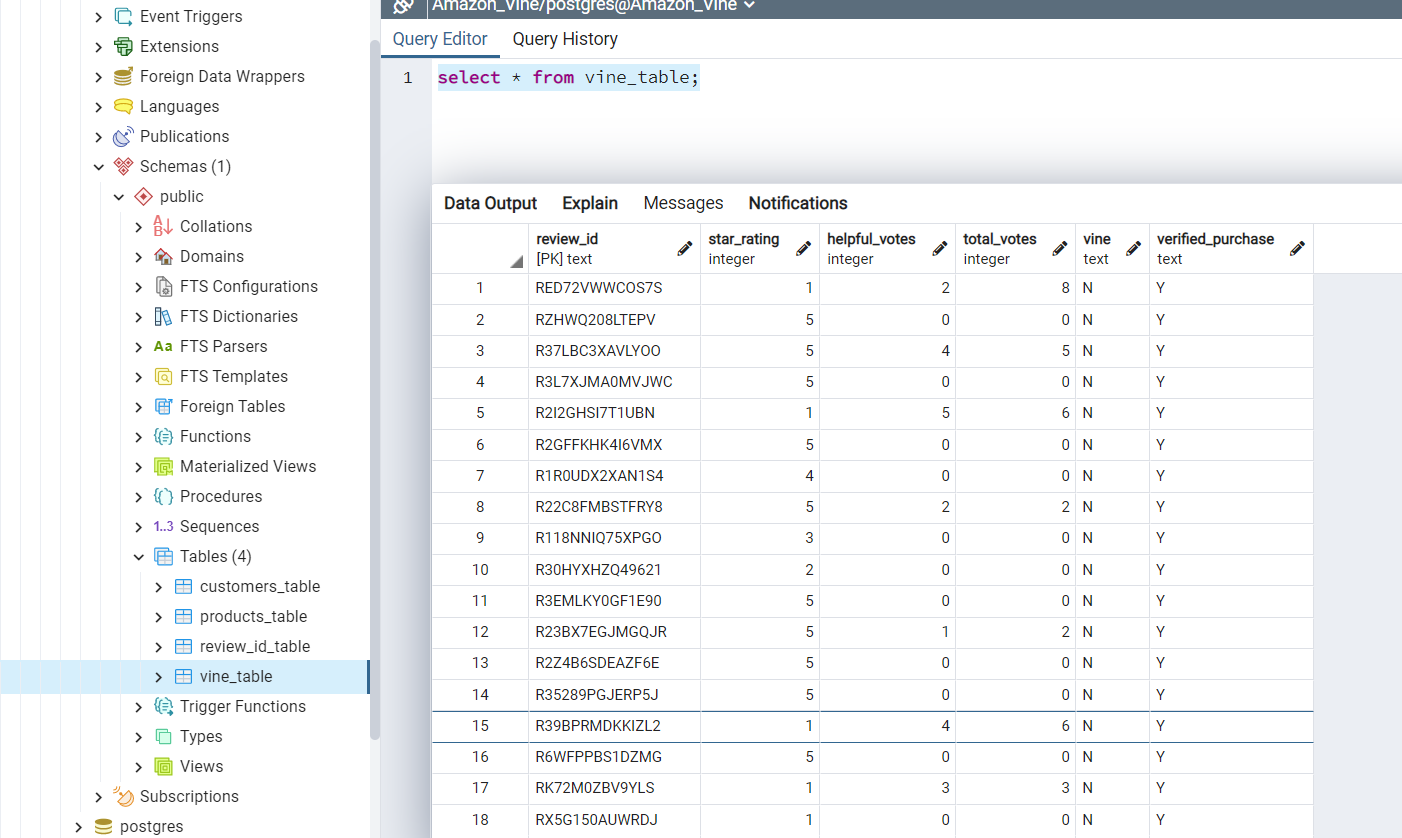 Event Triggers
Extensions
Foreign Data Wrappers
Languages
Publications
Schemas (1)
public
Collations
Domains
FTS Configurations
FTS Dictionaries
Aa FTS Parsers
FTS Templates
Foreign Tables
Functions
Materialized Views
Procedures
1..3 Sequences
Tables (4)
customers_table
products_table
review_id_table
vine_table
Trigger Functions
Types
Views
Subscriptions
postgres
Amazon_Vine/postgres@Amazon_Vine
Query Editor Query History
1 select * from vine_table;
Data Output Explain Messages Notifications
review_id star_rating helpful_votes total_votes vine verified_purchase
[PK] text integer integer integer text text
1 RED72VWWCOS7S 1 2 8 N Y
2 RZHWQ208LTEPV 5 0 0 N Y
3 R37LBC3XAVLYOO 5 4 5 N Y
4 R3L7XJMA0MVJWC 5 0 0 N Y
5 R2I2GHSI7T1UBN 1 5 6 N Y
6 R2GFFKHK4I6VMX 5 0 0 N Y
7 R1R0UDX2XAN1S4 4 0 0 N Y
8 R22C8FMBSTFRY8 5 2 2 N Y
9 R118NNIQ75XPGO 3 0 0 N Y
10 R30HYXHZQ49621 2 0 0 N Y
11 R3EMLKY0GF1E90 5 0 0 N Y
12 R23BX7EGJMGQJR 5 1 2 N Y
13 R2Z4B6SDEAZF6E 5 0 0 N Y
14 R35289PGJERP5J 5 0 0 N Y
15 R39BPRMDKKIZL2 1 4 6 N Y
16 R6WFPPBS1DZMG 5 0 0 N Y
17 RK72M0ZBV9YLS 1 3 3 N Y
18 RX5G150AUWRDJ 1 0 0 N Y